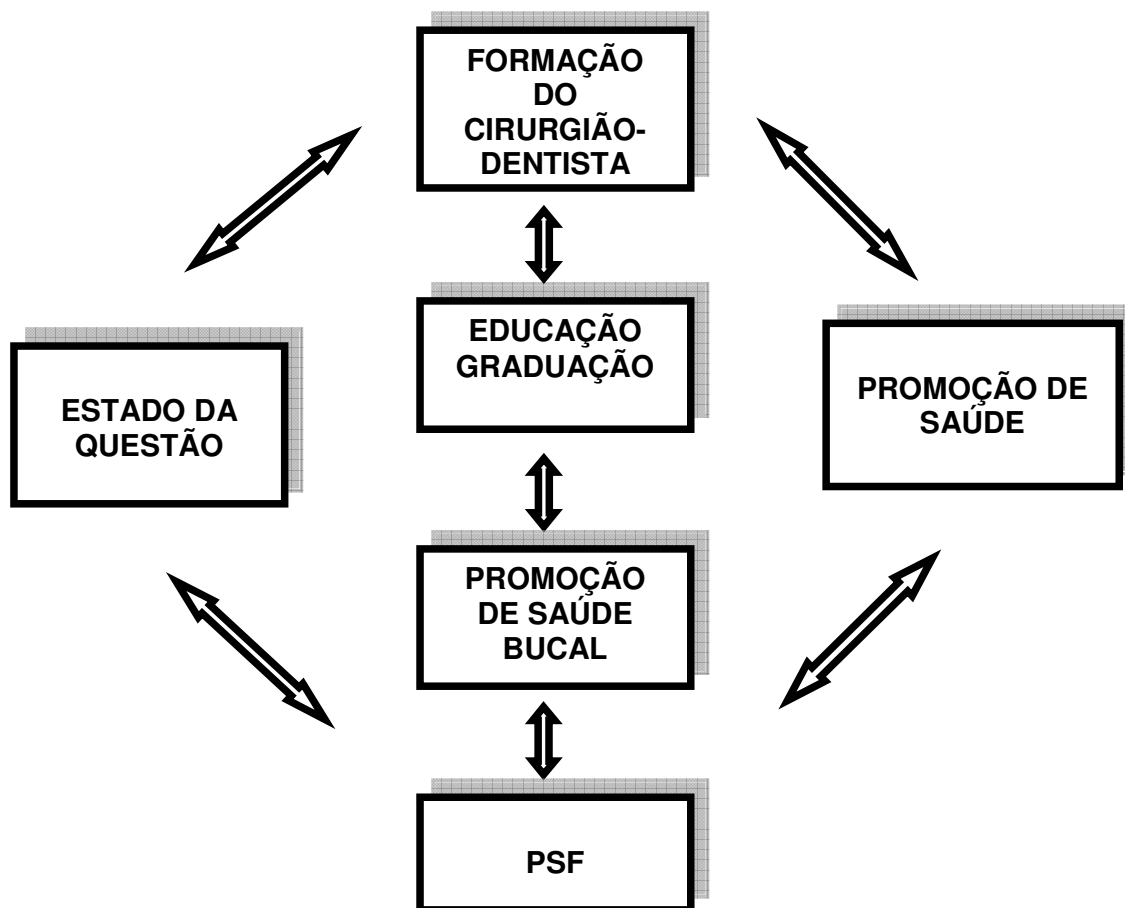 FORMAÇÃO
DO
CIRURGIÃO-
DENTISTA
EDUCAÇÃO
GRADUAÇÃO
ESTADO DA
QUESTÃO
PROMOÇÃO DE
SAÚDE
PROMOÇÃO
DE SAÚDE
BUCAL
PSF